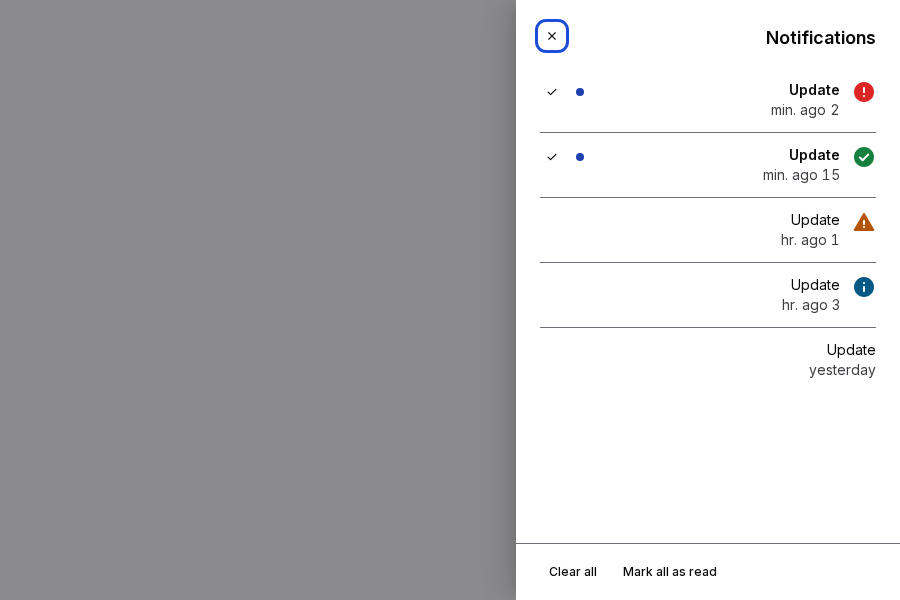 Notifications
Update
min. ago 2
Update
min. ago 15
Update
hr. ago 1
Update
hr. ago 3
Update
yesterday
Clear all
Mark all as read